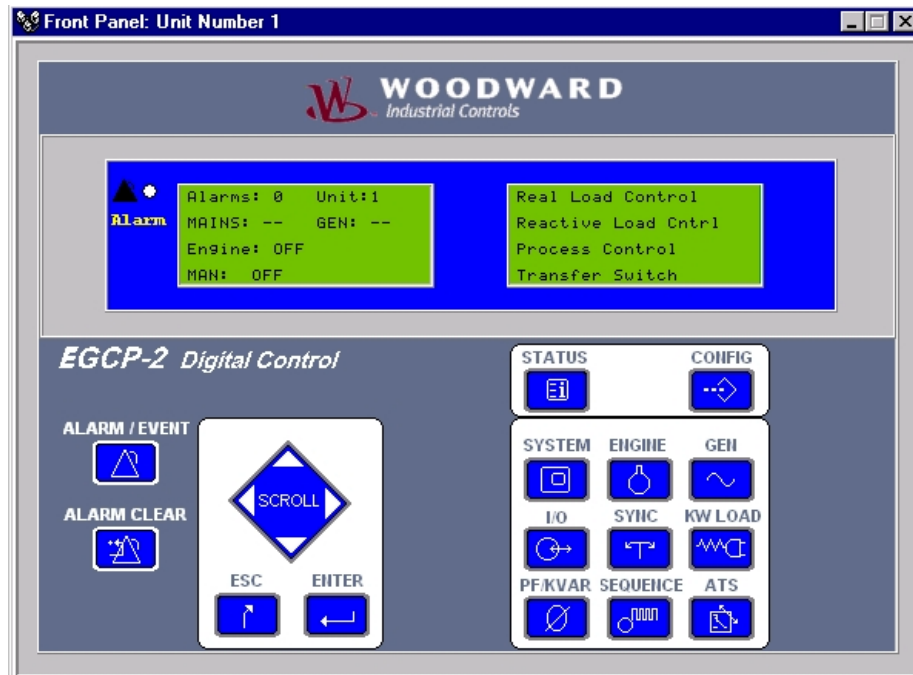 Front Panel: Unit Number 1
WOODWARD
Industrial Controls
Alarm
Alarms: 0 Unit:1
MAINS: -- GEN: --
Engine: OFF
MAN: OFF
Real Load Control
Reactive Load Cntrl
Process Control
Transfer Switch
EGCP-2 Digital Control
STATUS CONFIG
ALARM / EVENT
ALARM CLEAR
SCROLL
ESC ENTER
SYSTEM ENGINE GEN
I/O SYNC KW LOAD
PF/KVAR SEQUENCE ATS